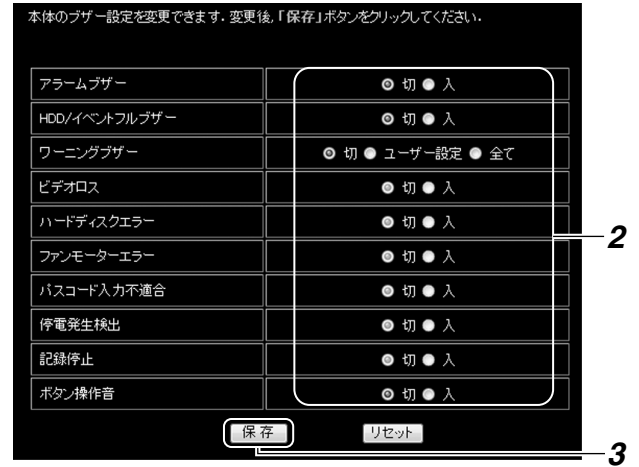 本体のブザー設定を変更できます. 変更後,「保存」ボタンをクリックしてください.
アラームブザー 切 入
HDD/イベントフルブザー 切 入
ワーニングブザー 切 ユーザー設定 全て
ビデオロス 切 入
ハードディスクエラー 切 入
2
ファンモーターエラー 切 入
パスコード入力不適合 切 入
停電発生検出 切 入
記録停止 切 入
ボタン操作音 切 入
保存 リセット
3